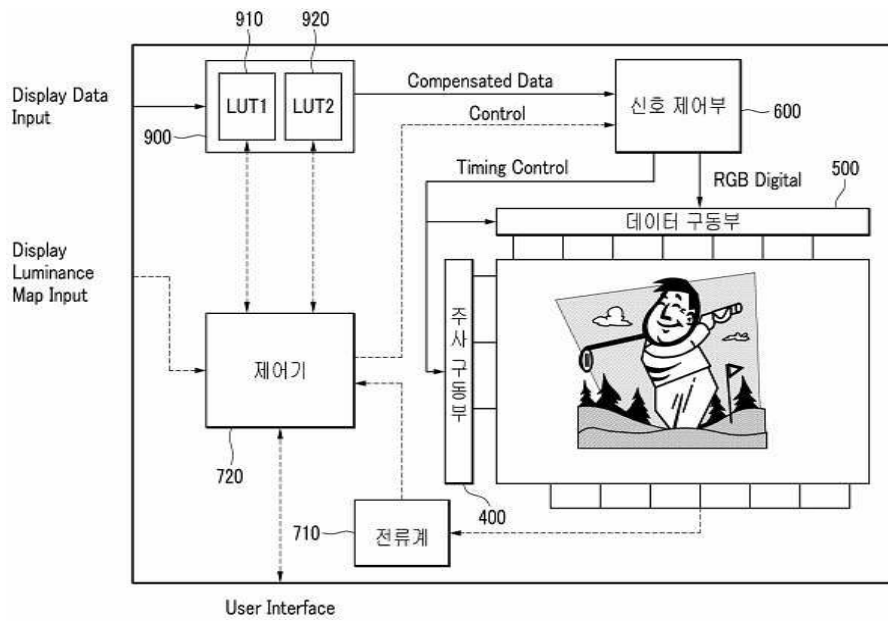 910
920
Display Data
Input
LUT1
LUT2
900
Compensated Data
Control
신호 제어부
600
Timing Control
RGB Digital
500
데이터 구동부
Display
Luminance
Map Input
주사 구동부
제어기
720
400
710
전류계
User Interface